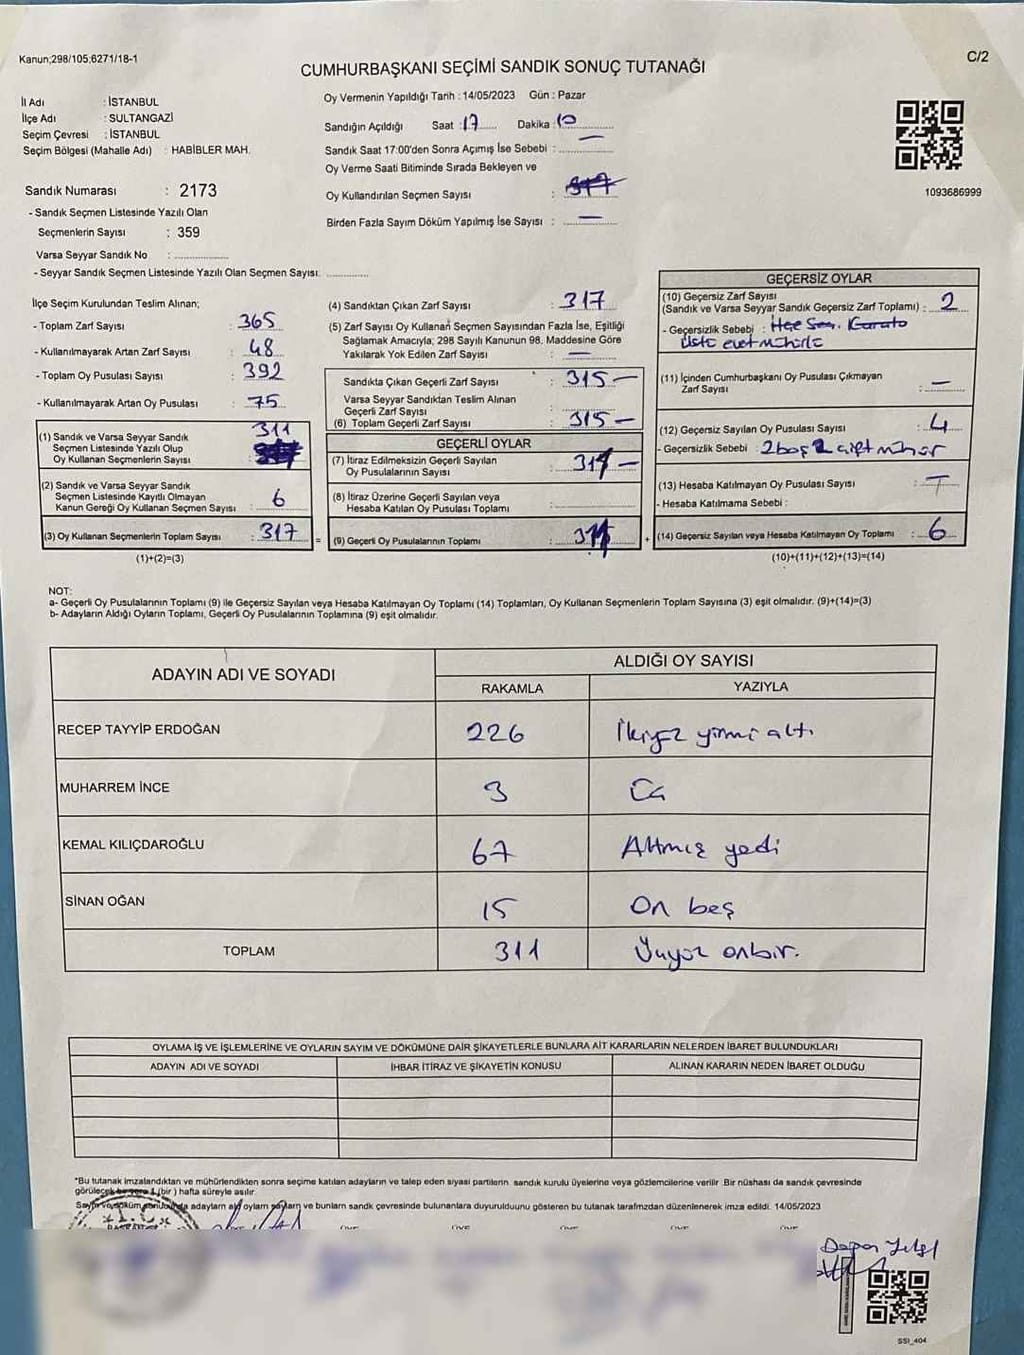 Kanun;298/105;6271/18-1
C/2
CUMHURBAŞKANI SEÇİMİ SANDIK SONUÇ TUTANAĞI
İl Adı : İSTANBUL
İlçe Adı : SULTANGAZİ
Seçim Çevresi : İSTANBUL
Seçim Bölgesi (Mahalle Adı) : HABİBLER MAH.
Oy Vermenin Yapıldığı Tarih : 14/05/2023 Gün : Pazar
Sandığın Açıldığı Saat : 17 Dakika : 10
Sandık Saat 17:00'den Sonra Açımış İse Sebebi : —
Oy Verme Saati Bitiminde Sırada Bekleyen ve
Oy Kullandırılan Seçmen Sayısı :
Birden Fazla Sayım Döküm Yapılmış İse Sayısı : —
1093686999
Sandık Numarası : 2173
- Sandık Seçmen Listesinde Yazılı Olan
Seçmenlerin Sayısı : 359
Varsa Seyyar Sandık No :
- Seyyar Sandık Seçmen Listesinde Yazılı Olan Seçmen Sayısı:
İlçe Seçim Kurulundan Teslim Alınan;
- Toplam Zarf Sayısı : 365
- Kullanılmayarak Artan Zarf Sayısı : 48
- Toplam Oy Pusulası Sayısı : 392
- Kullanılmayarak Artan Oy Pusulası : 75
(1) Sandık ve Varsa Seyyar Sandık 311
Seçmen Listesinde Yazılı Olup
Oy Kullanan Seçmenlerin Sayısı :
(2) Sandık ve Varsa Seyyar Sandık
Seçmen Listesinde Kayıtlı Olmayan
Kanun Gereği Oy Kullanan Seçmen Sayısı : 6
(3) Oy Kullanan Seçmenlerin Toplam Sayısı : 317
(1)+(2)=(3)
(4) Sandıktan Çıkan Zarf Sayısı : 317
(5) Zarf Sayısı Oy Kullanan Seçmen Sayısından Fazla İse, Eşitliği
Sağlamak Amacıyla; 298 Sayılı Kanunun 98. Maddesine Göre
Yakılarak Yok Edilen Zarf Sayısı : —
Sandıkta Çıkan Geçerli Zarf Sayısı : 315 —
Varsa Seyyar Sandıktan Teslim Alınan
Geçerli Zarf Sayısı :
(6) Toplam Geçerli Zarf Sayısı : 315 —
GEÇERLİ OYLAR
(7) İtiraz Edilmeksizin Geçerli Sayılan
Oy Pusulalarının Sayısı : 311 —
(8) İtiraz Üzerine Geçerli Sayılan veya
Hesaba Katılan Oy Pusulası Toplamı :
= (9) Geçerli Oy Pusulalarının Toplamı : 311 +
GEÇERSİZ OYLAR
(10) Geçersiz Zarf Sayısı
(Sandık ve Varsa Seyyar Sandık Geçersiz Zarf Toplamı) : 2
- Geçersizlik Sebebi :
üstü evet mühürlü
(11) İçinden Cumhurbaşkanı Oy Pusulası Çıkmayan
Zarf Sayısı : —
(12) Geçersiz Sayılan Oy Pusulası Sayısı : 4
- Geçersizlik Sebebi : 2 boş 2 çift mühür
(13) Hesaba Katılmayan Oy Pusulası Sayısı :
- Hesaba Katılmama Sebebi :
(14) Geçersiz Sayılan veya Hesaba Katılmayan Oy Toplamı : 6
(10)+(11)+(12)+(13)=(14)
NOT:
a- Geçerli Oy Pusulalarının Toplamı (9) ile Geçersiz Sayılan veya Hesaba Katılmayan Oy Toplamı (14) Toplamları, Oy Kullanan Seçmenlerin Toplam Sayısına (3) eşit olmalıdır. (9)+(14)=(3)
b- Adayların Aldığı Oyların Toplamı, Geçerli Oy Pusulalarının Toplamına (9) eşit olmalıdır.
ADAYIN ADI VE SOYADI ALDIĞI OY SAYISI
RAKAMLA YAZIYLA
RECEP TAYYİP ERDOĞAN 226 İkiyüz yirmi altı
MUHARREM İNCE 3 Üç
KEMAL KILIÇDAROĞLU 67 Altmış yedi
SİNAN OĞAN 15 On beş
TOPLAM 311 Üçyüz onbir.
OYLAMA İŞ VE İŞLEMLERİNE VE OYLARIN SAYIM VE DÖKÜMÜNE DAİR ŞİKAYETLERLE BUNLARA AİT KARARLARIN NELERDEN İBARET BULUNDUKLARI
ADAYIN ADI VE SOYADI İHBAR İTİRAZ VE ŞİKAYETİN KONUSU ALINAN KARARIN NEDEN İBARET OLDUĞU
"Bu tutanak imzalandıktan ve mühürlendikten sonra seçime katılan adayların ve talep eden siyasi partilerin sandık kurulu üyelerine veya gözlemcilerine verilir .Bir nüshası da sandık çevresinde
görülecek bir yere 1 (bir ) hafta süreyle asılır.
adayların aldığı oyların sayıları ve bunların sandık çevresinde bulunanlara duyurulduunu gösteren bu tutanak tarafımızdan düzenlenerek imza edildi. 14/05/2023
T.C.
SSI_404